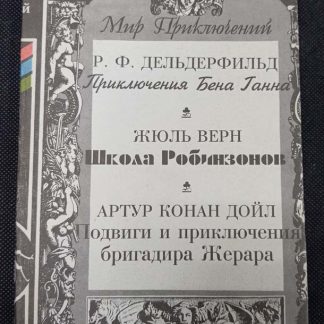 Мир Приключений
Р. Ф. ДЕЛЬДЕРФИЛЬД
Приключения Бена Ганна
ЖЮЛЬ ВЕРН
Школа Робинзонов
АРТУР КОНАН ДОЙЛ
Подвиги и приключения
бригадира Жерара